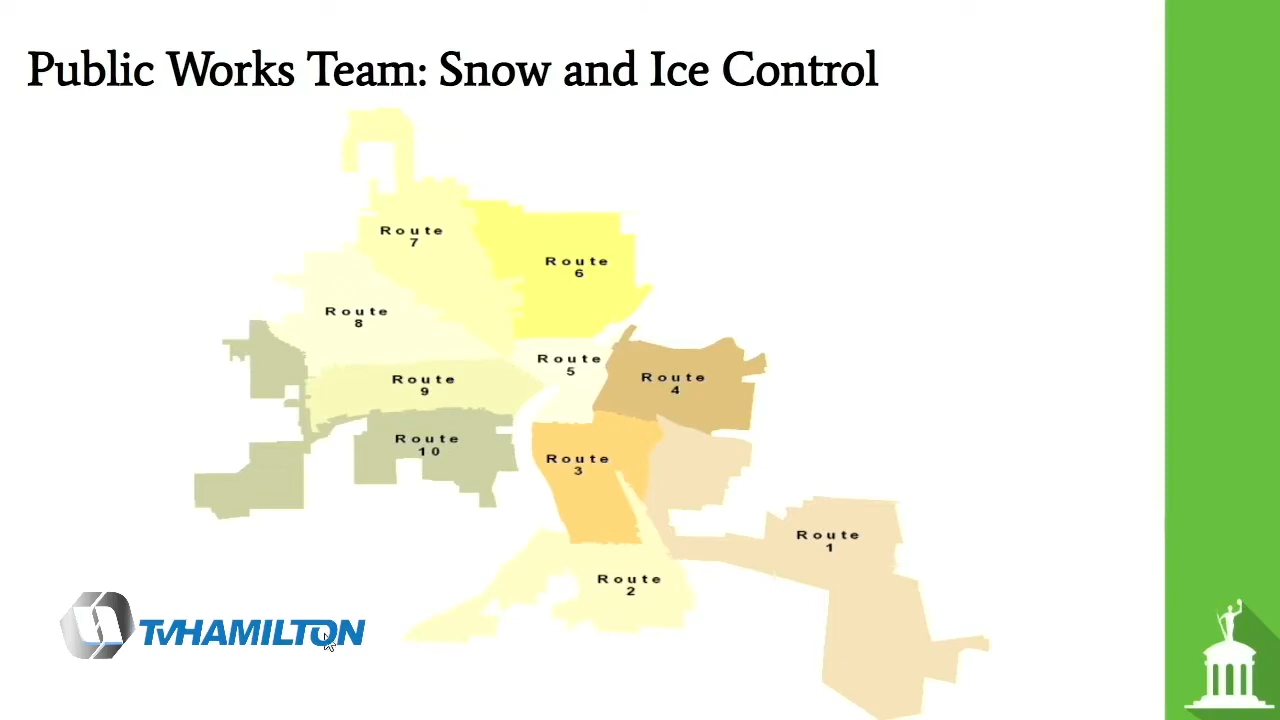 Public Works Team: Snow and Ice Control
Route
7
Route
6
Route
8
Route
5
Route
4
Route
9
Route
10
Route
3
Route
1
Route
2
TvHAMILTON